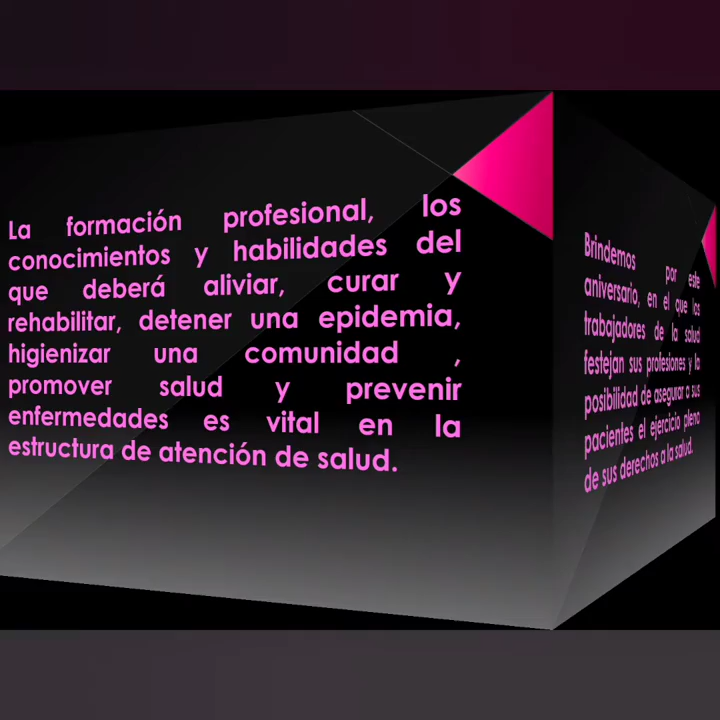 La formación profesional, los
conocimientos y habilidades del
que deberá aliviar, curar y
rehabilitar, detener una epidemia,
higienizar una comunidad ,
promover salud y prevenir
enfermedades es vital en la
estructura de atención de salud.
Brindemos por este
aniversario, en el que los
trabajadores de la salud
festejan sus profesiones y la
posibilidad de asegurar a sus
pacientes el ejercicio pleno
de sus derechos a la salud.